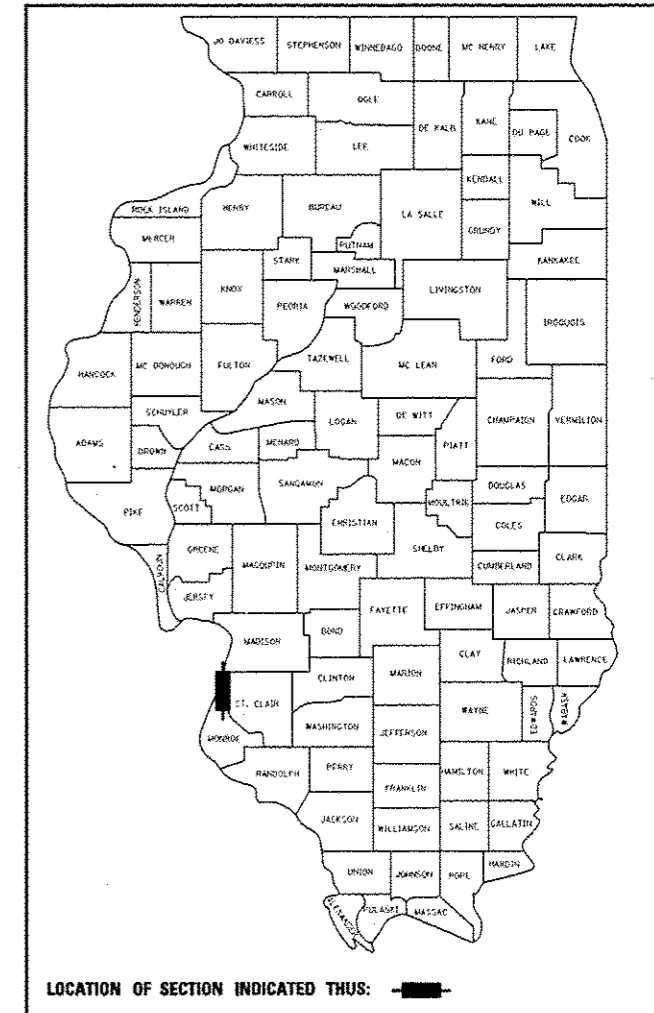 JO DAVIESS STEPHENSON WINNEBAGO BOONE MC HENRY LAKE
CARROLL OGLE DE KALB KANE DU PAGE COOK
WHITESIDE LEE
KENDALL WILL
ROCK ISLAND HENRY BUREAU LA SALLE GRUNDY
MERCER PUTNAM KANKAKEE
STARK MARSHALL
HENDERSON WARREN KNOX PEORIA WOODFORD LIVINGSTON IROQUOIS
HANCOCK MC DONOUGH FULTON TAZEWELL MC LEAN FORD
MASON
SCHUYLER LOGAN DE WITT CHAMPAIGN VERMILION
ADAMS BROWN CASS MENARD PIATT
MACON
MORGAN SANGAMON DOUGLAS EDGAR
PIKE SCOTT MOULTRIE
CHRISTIAN COLES
CALHOUN GREENE MACOUPIN MONTGOMERY SHELBY CUMBERLAND CLARK
JERSEY FAYETTE EFFINGHAM JASPER CRAWFORD
MADISON BOND
CLAY RICHLAND LAWRENCE
CLINTON MARION
ST. CLAIR WAYNE EDWARDS WABASH
MONROE WASHINGTON JEFFERSON
RANDOLPH PERRY HAMILTON WHITE
FRANKLIN
JACKSON WILLIAMSON SALINE GALLATIN
UNION JOHNSON POPE HARDIN
ALEXANDER PULASKI MASSAC
LOCATION OF SECTION INDICATED THUS: